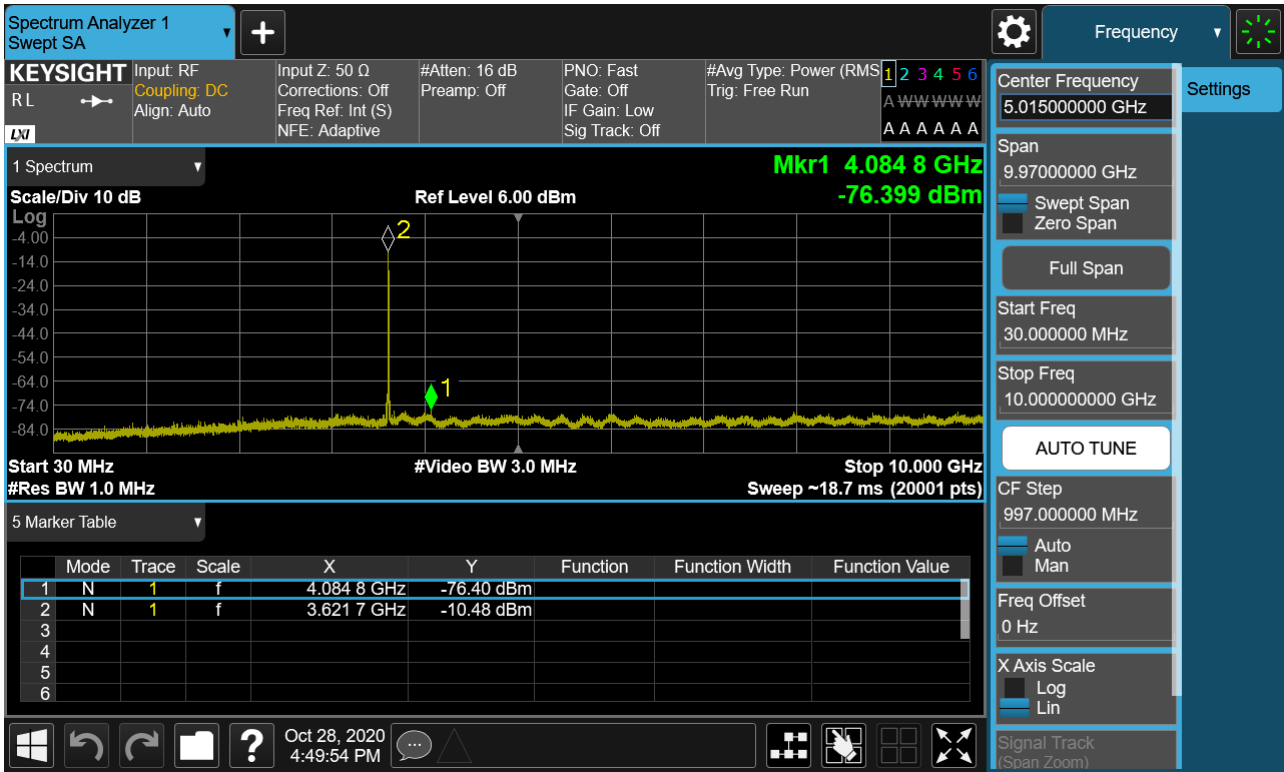 Spectrum Analyzer 1
Swept SA
Frequency
KEYSIGHT
R L
LXI
Input: RF
Coupling: DC
Align: Auto
Input Z: 50 Ω
Corrections: Off
Freq Ref: Int (S)
NFE: Adaptive
#Atten: 16 dB
Preamp: Off
PNO: Fast
Gate: Off
IF Gain: Low
Sig Track: Off
#Avg Type: Power (RMS
Trig: Free Run
1 2 3 4 5 6
A W W W W W
A A A A A A
1 Spectrum
Mkr1 4.084 8 GHz
-76.399 dBm
Scale/Div 10 dB
Ref Level 6.00 dBm
Log
-4.00
-14.0
-24.0
-34.0
-44.0
-54.0
-64.0
-74.0
-84.0
2
1
Start 30 MHz
#Video BW 3.0 MHz
Stop 10.000 GHz
#Res BW 1.0 MHz
Sweep ~18.7 ms (20001 pts)
5 Marker Table
Mode Trace Scale X Y Function Function Width Function Value
1 N 1 f 4.084 8 GHz -76.40 dBm
2 N 1 f 3.621 7 GHz -10.48 dBm
3
4
5
6
Oct 28, 2020
4:49:54 PM
Center Frequency
5.015000000 GHz
Span
9.97000000 GHz
Swept Span
Zero Span
Full Span
Start Freq
30.000000 MHz
Stop Freq
10.000000000 GHz
AUTO TUNE
CF Step
997.000000 MHz
Auto
Man
Freq Offset
0 Hz
X Axis Scale
Log
Lin
Signal Track
(Span Zoom)
Settings